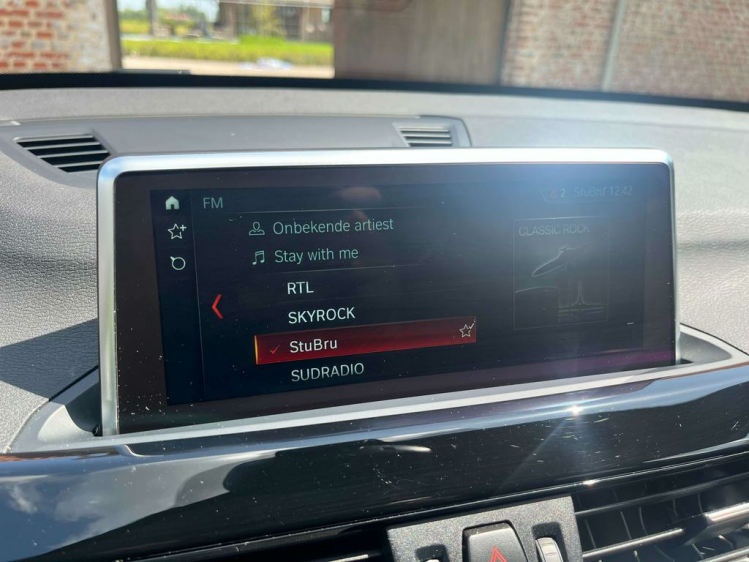 FM
StuBru 12:42
Onbekende artiest
Stay with me
CLASSIC ROCK
RTL
SKYROCK
StuBru
SUDRADIO